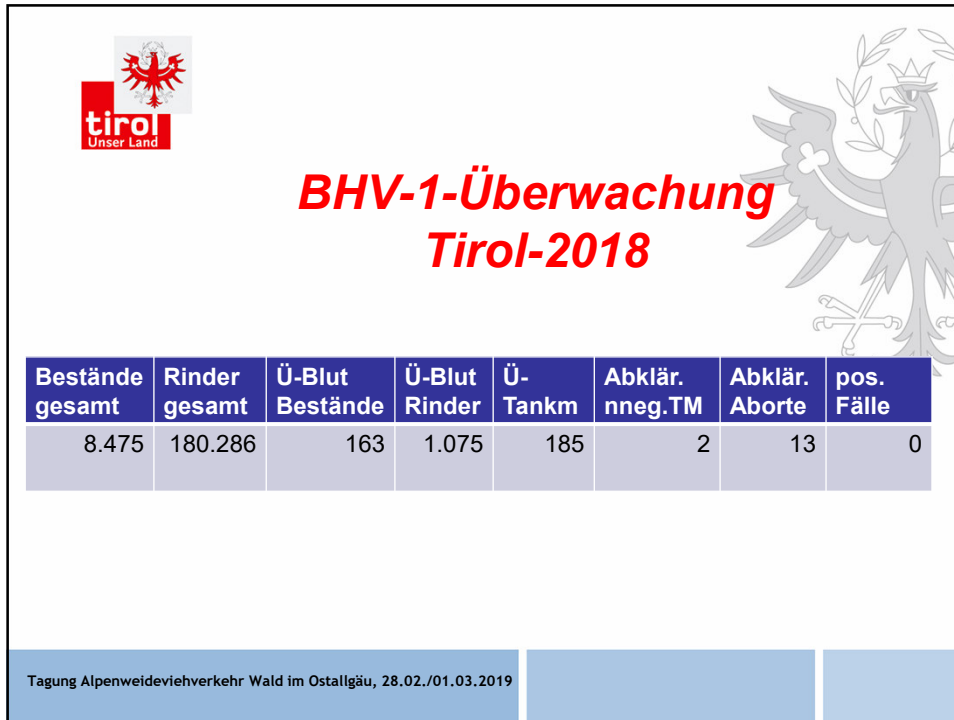 tirol
Unser Land
BHV-1-Überwachung
Tirol-2018
Bestände gesamt | Rinder gesamt | Ü-Blut Bestände | Ü-Blut Rinder | Ü-Tankm | Abklär. nneg.TM | Abklär. Aborte | pos. Fälle
8.475 | 180.286 | 163 | 1.075 | 185 | 2 | 13 | 0
Tagung Alpenweideviehverkehr Wald im Ostallgäu, 28.02./01.03.2019